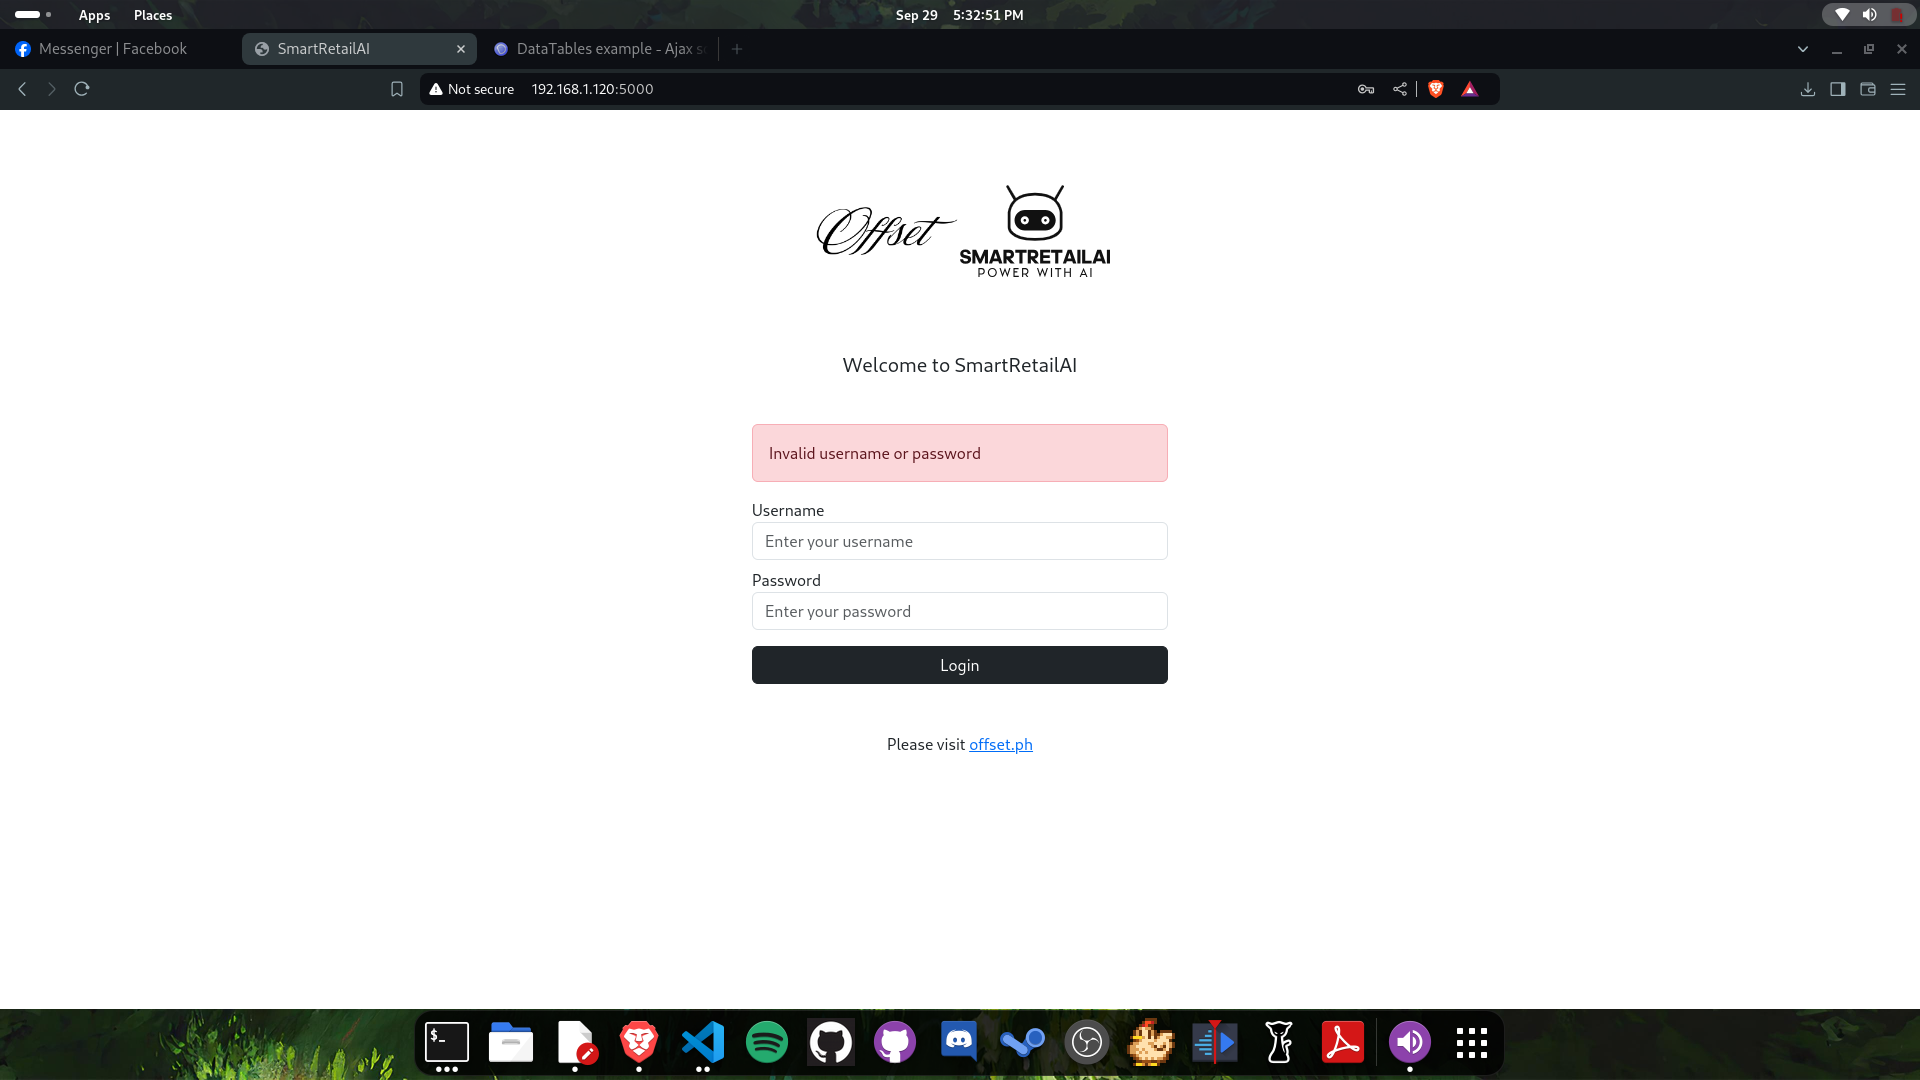 Apps Places Sep 29 5:32:51 PM
Messenger | Facebook SmartRetailAI DataTables example - Ajax s
Not secure 192.168.1.120:5000
Offset
SMARTRETAILAI
POWER WITH AI
Welcome to SmartRetailAI
Invalid username or password
Username
Enter your username
Password
Enter your password
Login
Please visit offset.ph
$_